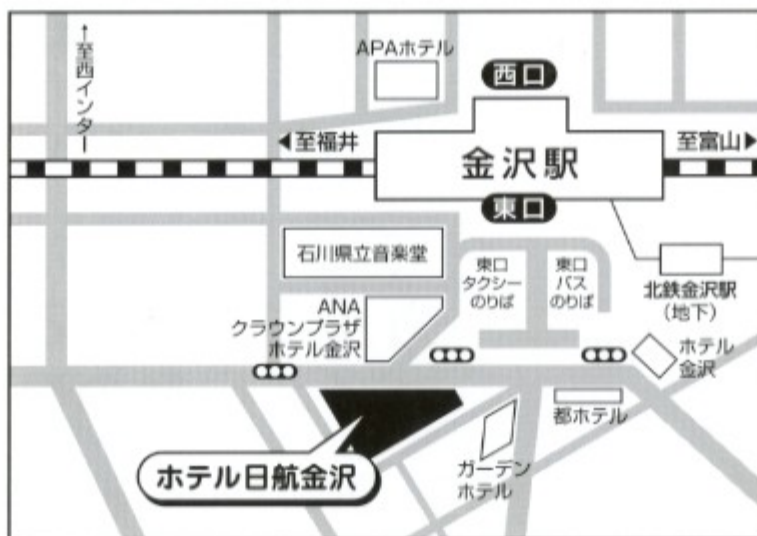 ↑至西インター
APAホテル
西口
◀至福井
至富山▶
金沢駅
東口
石川県立音楽堂
東口
タクシー
のりば
東口
バス
のりば
北鉄金沢駅
（地下）
ANA
クラウンプラザ
ホテル金沢
ホテル
金沢
都ホテル
ガーデン
ホテル
ホテル日航金沢